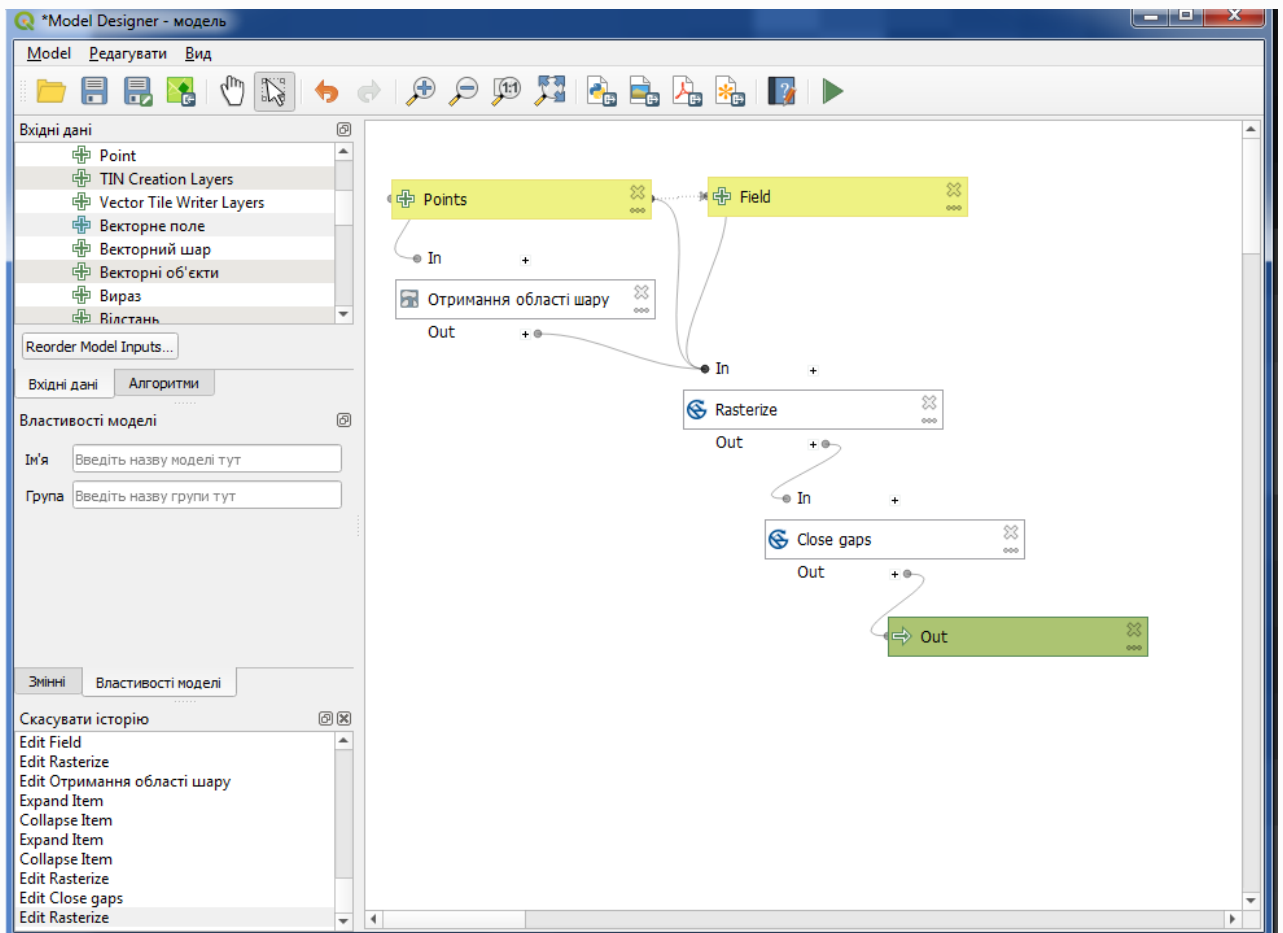 *Model Designer - модель
Model Редагувати Вид
1:1
Вхідні дані
Point
TIN Creation Layers
Vector Tile Writer Layers
Векторне поле
Векторний шар
Векторні об'єкти
Вираз
Відстань
Reorder Model Inputs...
Вхідні дані Алгоритми
Властивості моделі
Ім'я Введіть назву моделі тут
Група Введіть назву групи тут
Змінні Властивості моделі
Скасувати історію
Edit Field
Edit Rasterize
Edit Отримання області шару
Expand Item
Collapse Item
Expand Item
Collapse Item
Edit Rasterize
Edit Close gaps
Edit Rasterize
Points
Field
In +
Отримання області шару
Out +
In +
Rasterize
Out +
In +
Close gaps
Out +
Out